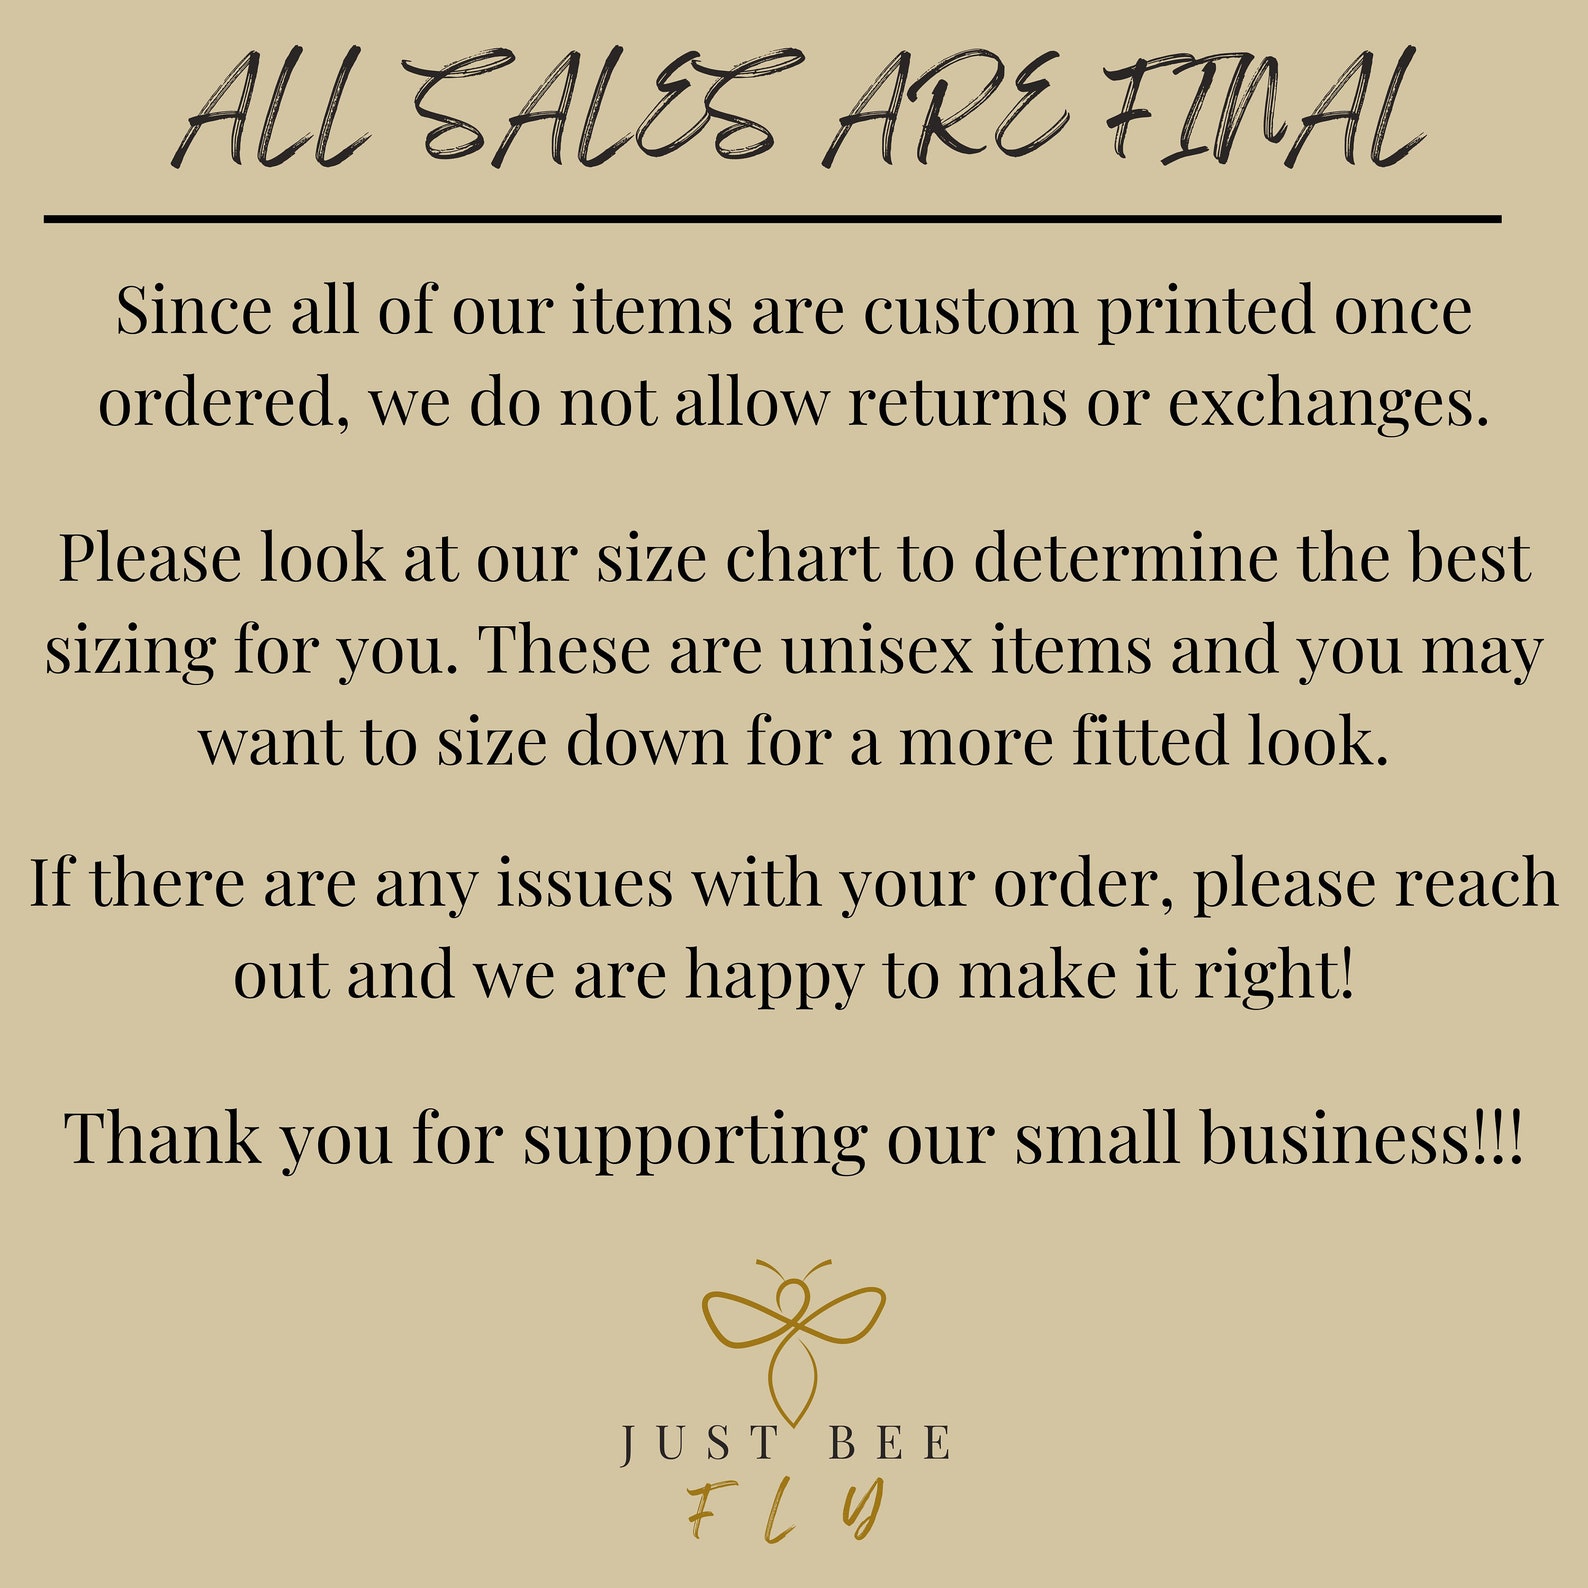 ALL SALES ARE FINAL
Since all of our items are custom printed once
ordered, we do not allow returns or exchanges.
Please look at our size chart to determine the best
sizing for you. These are unisex items and you may
want to size down for a more fitted look.
If there are any issues with your order, please reach
out and we are happy to make it right!
Thank you for supporting our small business!!!
JUST BEE
FLY